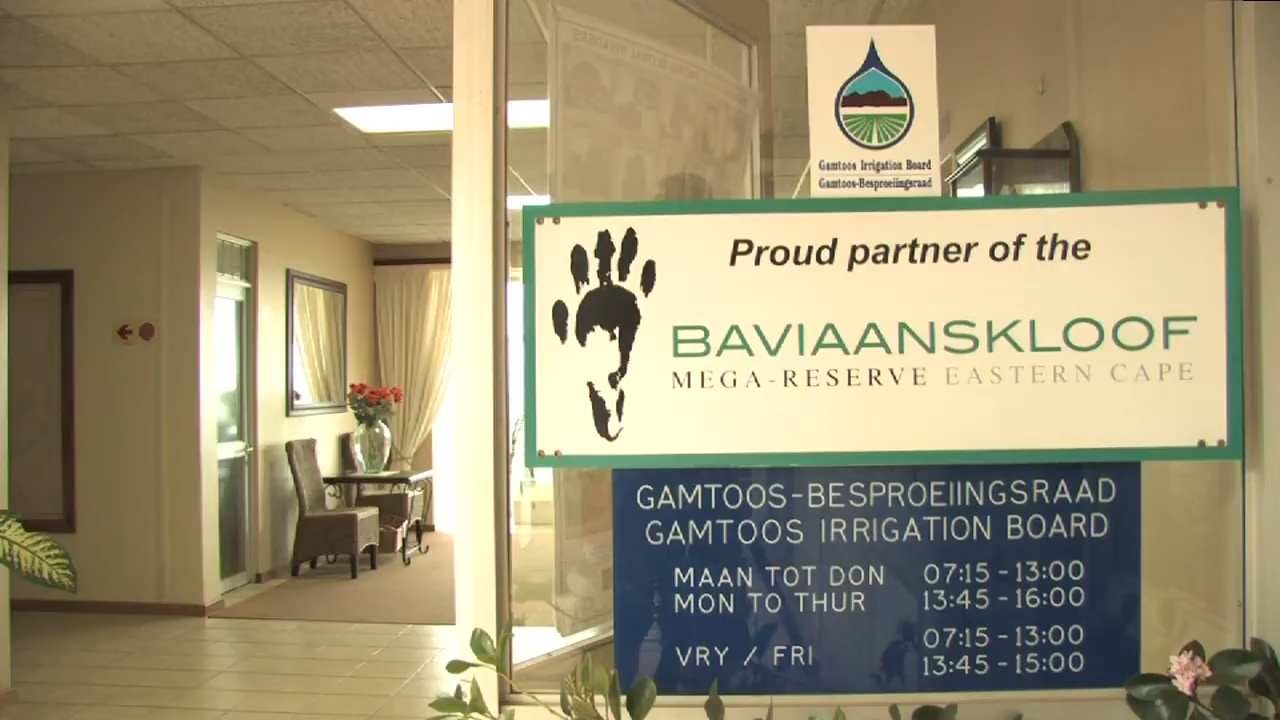 Gamtoos Irrigation Board
Gamtoos-Besproeiingsraad
Proud partner of the
BAVIAANSKLOOF
MEGA-RESERVE EASTERN CAPE
GAMTOOS-BESPROEIINGSRAAD
GAMTOOS IRRIGATION BOARD
MAAN TOT DON 07:15 - 13:00
MON TO THUR 13:45 - 16:00
07:15 - 13:00
VRY / FRI
13:45 - 15:00